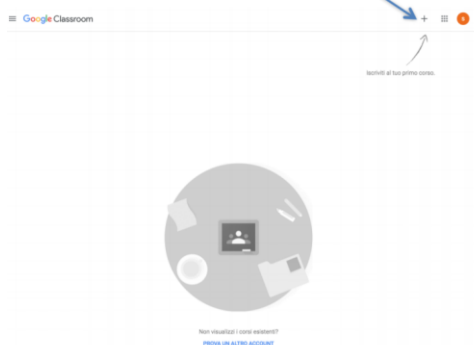 Google Classroom
Iscriviti al tuo primo corso.
Non visualizzi i corsi esistenti?
PROVA UN ALTRO ACCOUNT